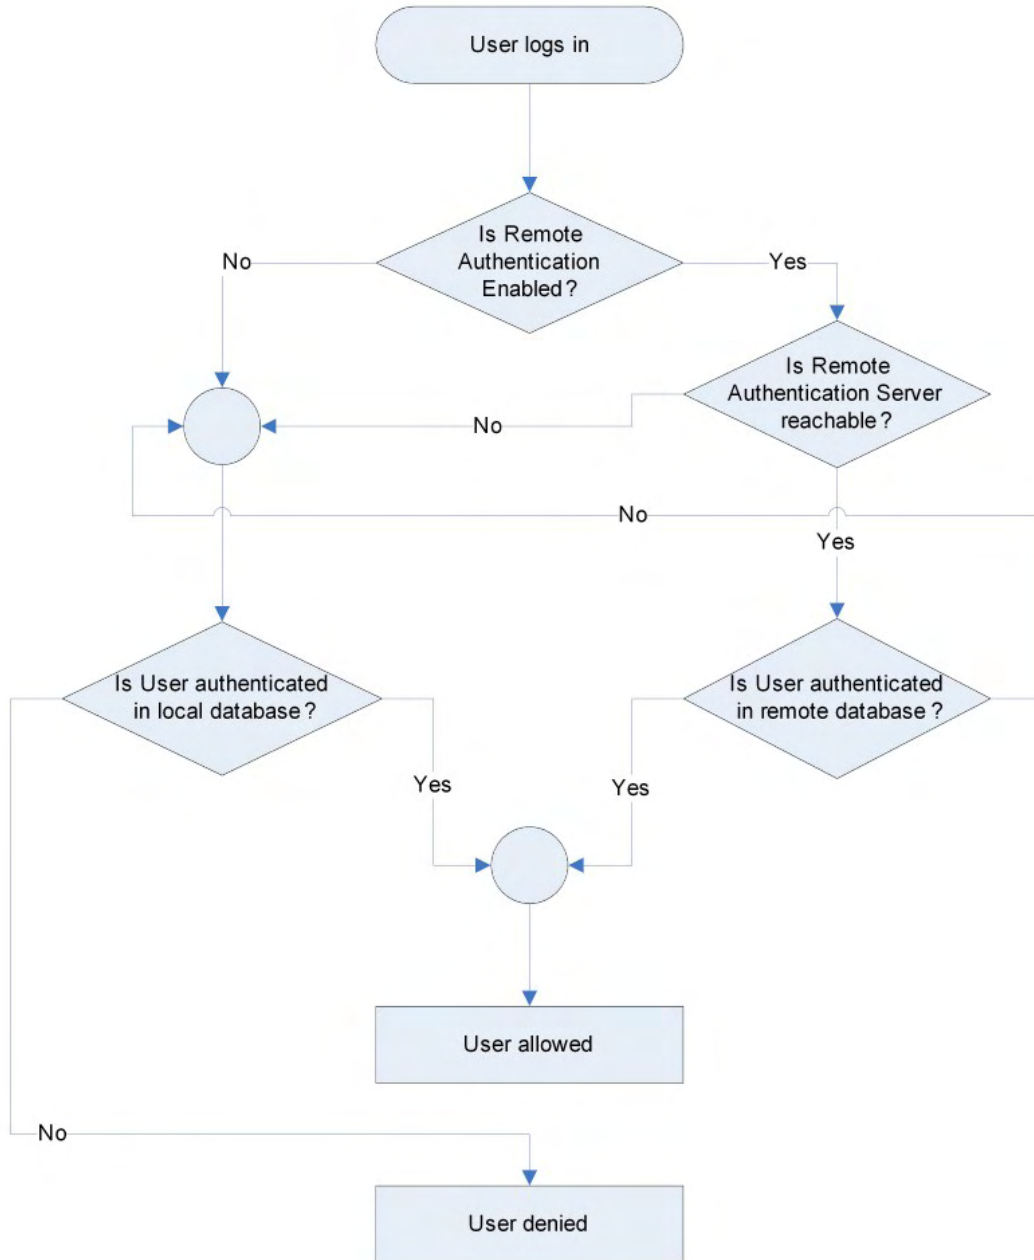 User logs in
Is Remote
Authentication
Enabled?
No
Yes
Is Remote
Authentication Server
reachable?
No
No
Yes
Is User authenticated
in local database?
Is User authenticated
in remote database?
Yes
Yes
User allowed
No
User denied